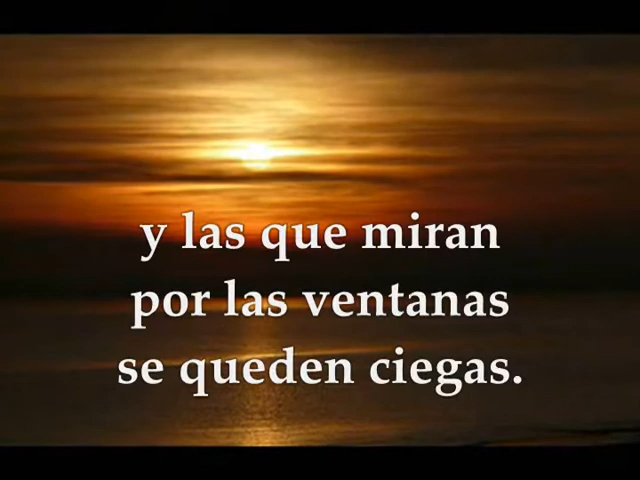 y las que miran
por las ventanas
se queden ciegas.